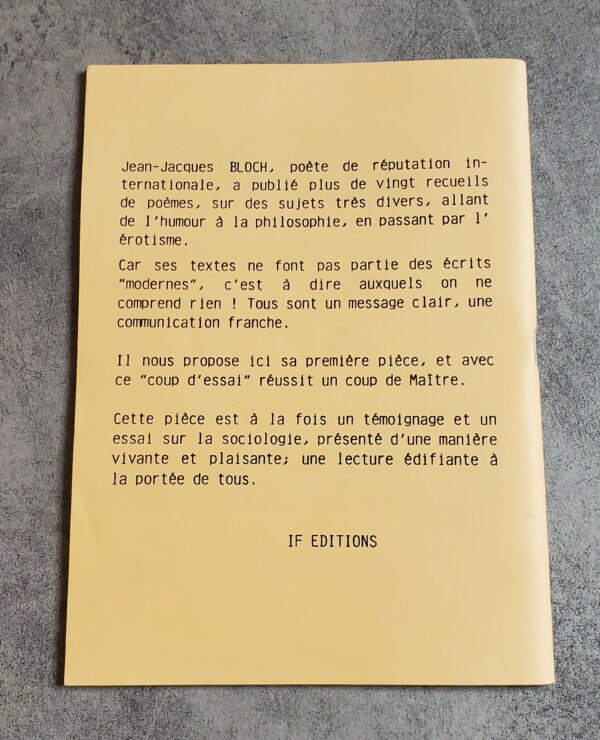 Jean-Jacques BLOCH, poète de réputation in-
ternationale, a publié plus de vingt recueils
de poèmes, sur des sujets très divers, allant
de l'humour à la philosophie, en passant par l'
érotisme.
Car ses textes ne font pas partie des écrits
"modernes", c'est à dire auxquels on ne
comprend rien ! Tous sont un message clair, une
communication franche.
Il nous propose ici sa première pièce, et avec
ce "coup d'essai" réussit un coup de Maître.
Cette pièce est à la fois un témoignage et un
essai sur la sociologie, présenté d'une manière
vivante et plaisante; une lecture édifiante à
la portée de tous.
IF EDITIONS